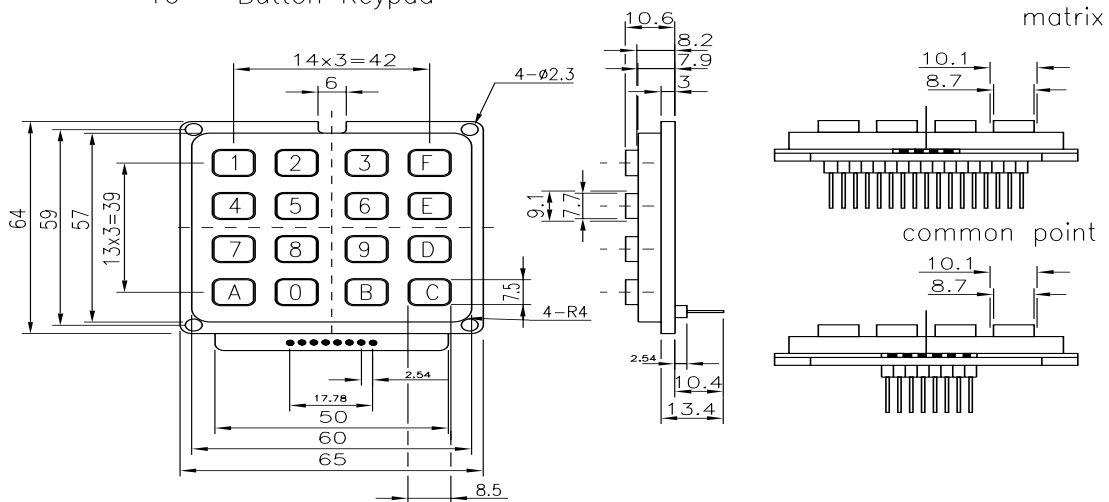 Button Keypad
matrix
14x3=42
6
4-ø2.3
64
59
57
13x3=39
1 2 3 F
4 5 6 E
7 8 9 D
A 0 B C
7.5
4-R4
2.54
17.78
50
60
65
8.5
10.6
8.2
7.9
3
9.1
7.7
2.54
10.4
13.4
10.1
8.7
common point
10.1
8.7